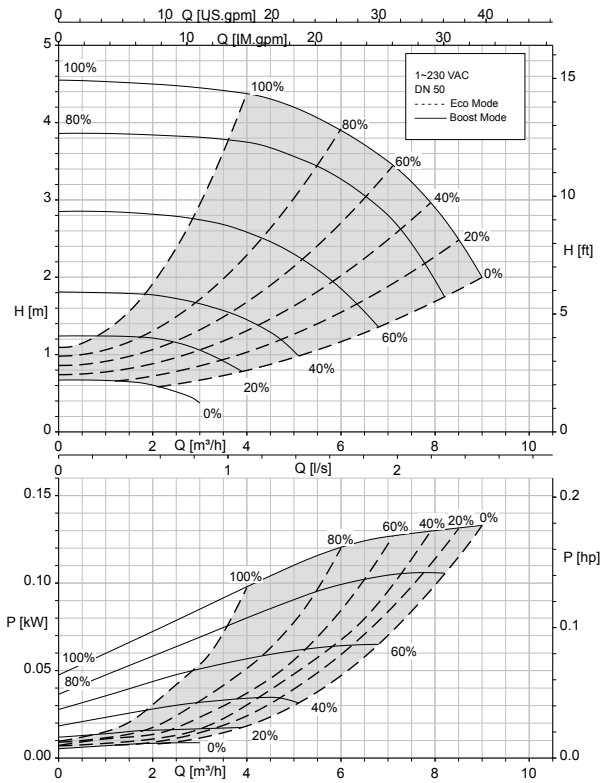 0 10 Q [US.gpm] 20 30 40
0 10 Q [IM.gpm] 20 30
5
100%
100%
1~230 VAC
DN 50
Eco Mode
Boost Mode
15
4
80%
80%
60%
3
40%
10
20%
H [ft]
2
0%
H [m]
5
60%
1
40%
20%
0%
0
0
0 2 Q [m³/h] 4 6 8 10
0 1 Q [l/s] 2
0.15
0.2
80% 60% 40% 20% 0%
100%
P [hp]
0.10
P [kW]
0.1
100%
60%
0.05
80%
40%
20%
0%
0.00
0.0
0 2 Q [m³/h] 4 6 8 10